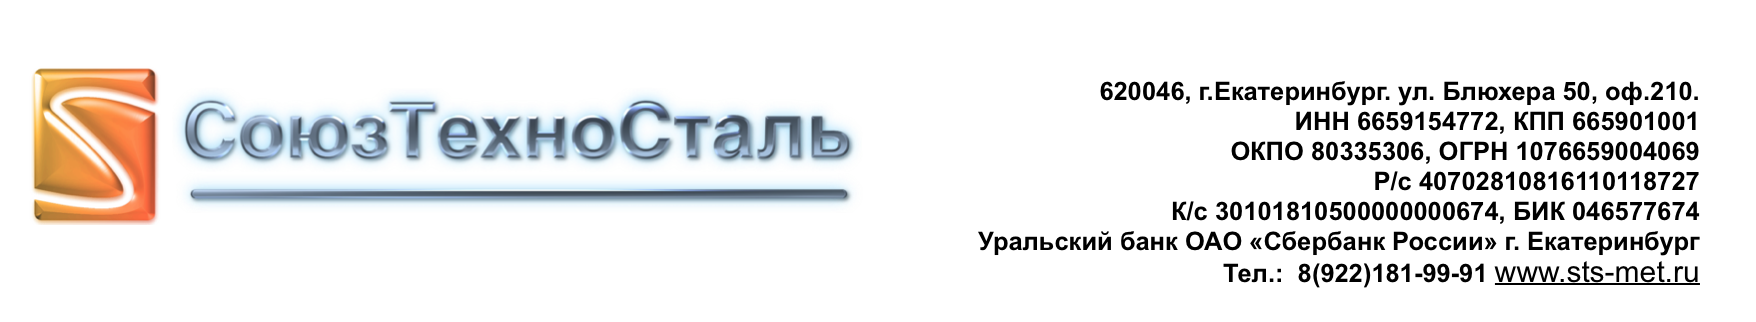 СоюзТехноСталь
620046, г.Екатеринбург. ул. Блюхера 50, оф.210.
ИНН 6659154772, КПП 665901001
ОКПО 80335306, ОГРН 1076659004069
Р/с 40702810816110118727
К/с 30101810500000000674, БИК 046577674
Уральский банк ОАО «Сбербанк России» г. Екатеринбург
Тел.:  8(922)181-99-91 www.sts-met.ru